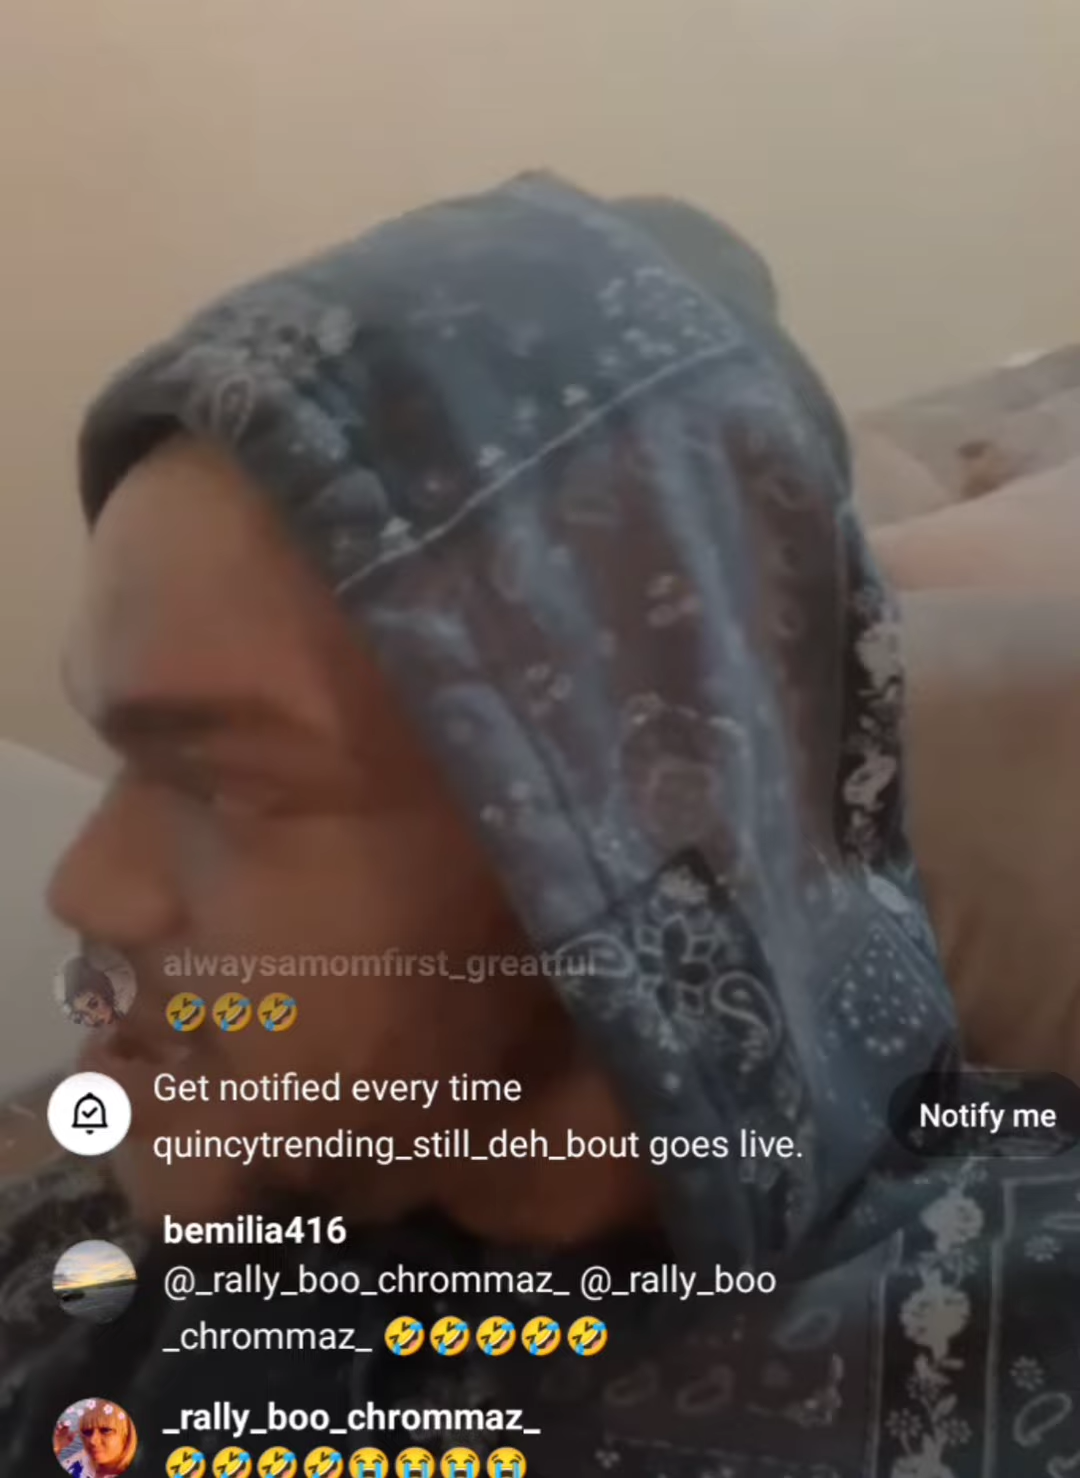 alwaysamomfirst_greatful
🤣🤣🤣
Get notified every time
quincytrending_still_deh_bout goes live.
Notify me
bemilia416
@_rally_boo_chrommaz_ @_rally_boo
_chrommaz_ 🤣🤣🤣🤣🤣
_rally_boo_chrommaz_
🤣🤣🤣🤣😭😭😭😭